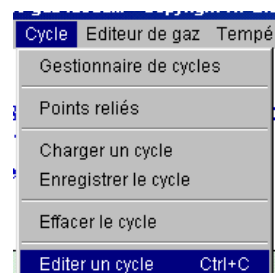 Cycle Editeur de gaz Tempé
Gestionnaire de cycles
Points reliés
Charger un cycle
Enregistrer le cycle
Effacer le cycle
Editer un cycle Ctrl+C